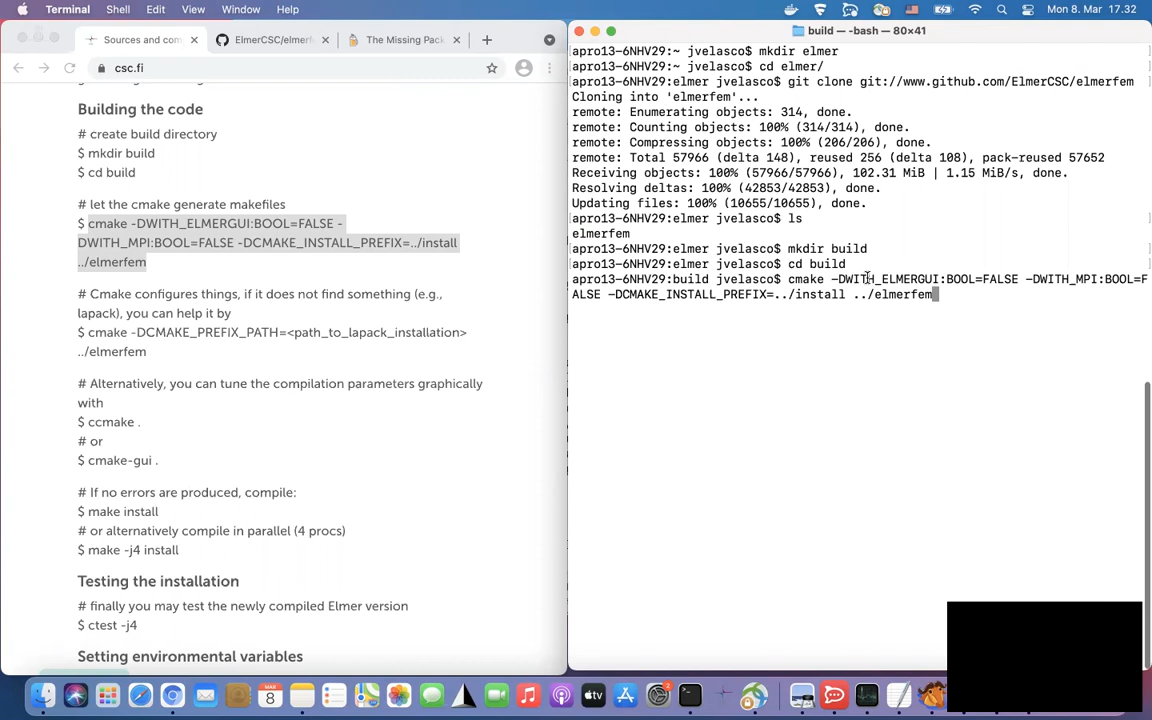 Terminal Shell Edit View Window Help Mon 8. Mar 17.32
Sources and com ElmerCSC/elmerf The Missing Pack
csc.fi
Building the code
# create build directory
$ mkdir build
$ cd build
# let the cmake generate makefiles
$ cmake -DWITH_ELMERGUI:BOOL=FALSE -
DWITH_MPI:BOOL=FALSE -DCMAKE_INSTALL_PREFIX=../install
../elmerfem
# Cmake configures things, if it does not find something (e.g.,
lapack), you can help it by
$ cmake -DCMAKE_PREFIX_PATH=<path_to_lapack_installation>
../elmerfem
# Alternatively, you can tune the compilation parameters graphically
with
$ ccmake .
# or
$ cmake-gui .
# If no errors are produced, compile:
$ make install
# or alternatively compile in parallel (4 procs)
$ make -j4 install
Testing the installation
# finally you may test the newly compiled Elmer version
$ ctest -j4
Setting environmental variables
build — -bash — 80×41
apro13-6NHV29:~ jvelasco$ mkdir elmer
apro13-6NHV29:~ jvelasco$ cd elmer/
apro13-6NHV29:elmer jvelasco$ git clone git://www.github.com/ElmerCSC/elmerfem
Cloning into 'elmerfem'...
remote: Enumerating objects: 314, done.
remote: Counting objects: 100% (314/314), done.
remote: Compressing objects: 100% (206/206), done.
remote: Total 57966 (delta 148), reused 256 (delta 108), pack-reused 57652
Receiving objects: 100% (57966/57966), 102.31 MiB | 1.15 MiB/s, done.
Resolving deltas: 100% (42853/42853), done.
Updating files: 100% (10655/10655), done.
apro13-6NHV29:elmer jvelasco$ ls
elmerfem
apro13-6NHV29:elmer jvelasco$ mkdir build
apro13-6NHV29:elmer jvelasco$ cd build
apro13-6NHV29:build jvelasco$ cmake -DWITH_ELMERGUI:BOOL=FALSE -DWITH_MPI:BOOL=F
ALSE -DCMAKE_INSTALL_PREFIX=../install ../elmerfem